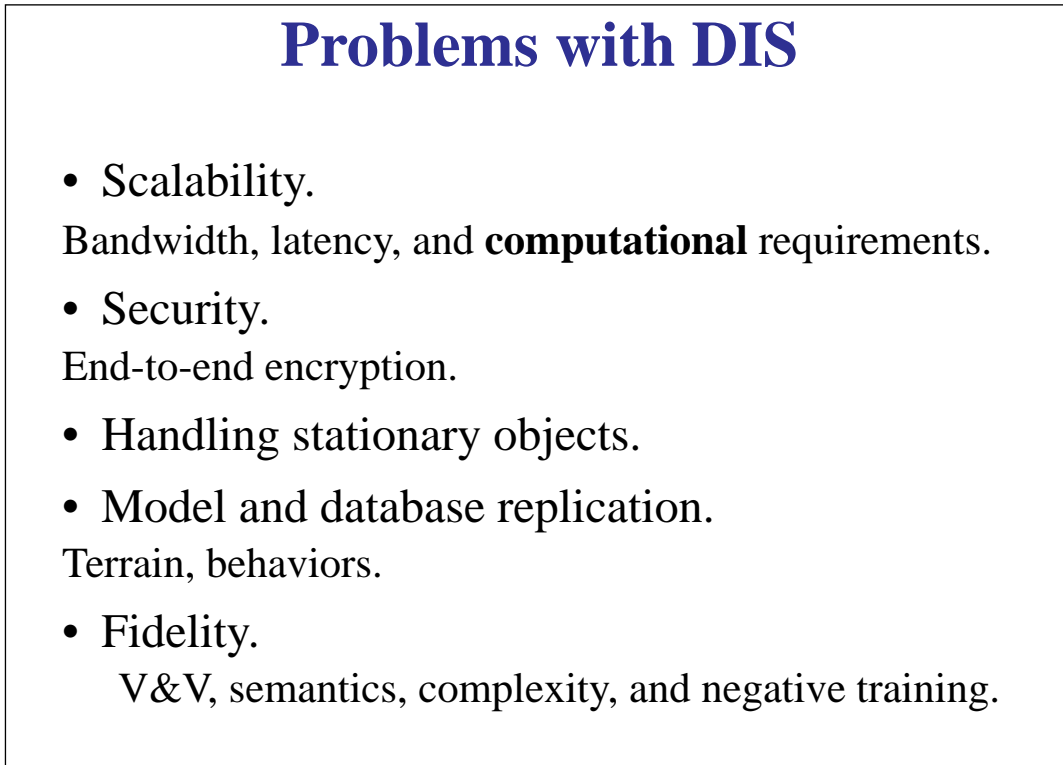 Problems with DIS
• Scalability.
Bandwidth, latency, and computational requirements.
• Security.
End-to-end encryption.
• Handling stationary objects.
• Model and database replication.
Terrain, behaviors.
• Fidelity.
V&V, semantics, complexity, and negative training.